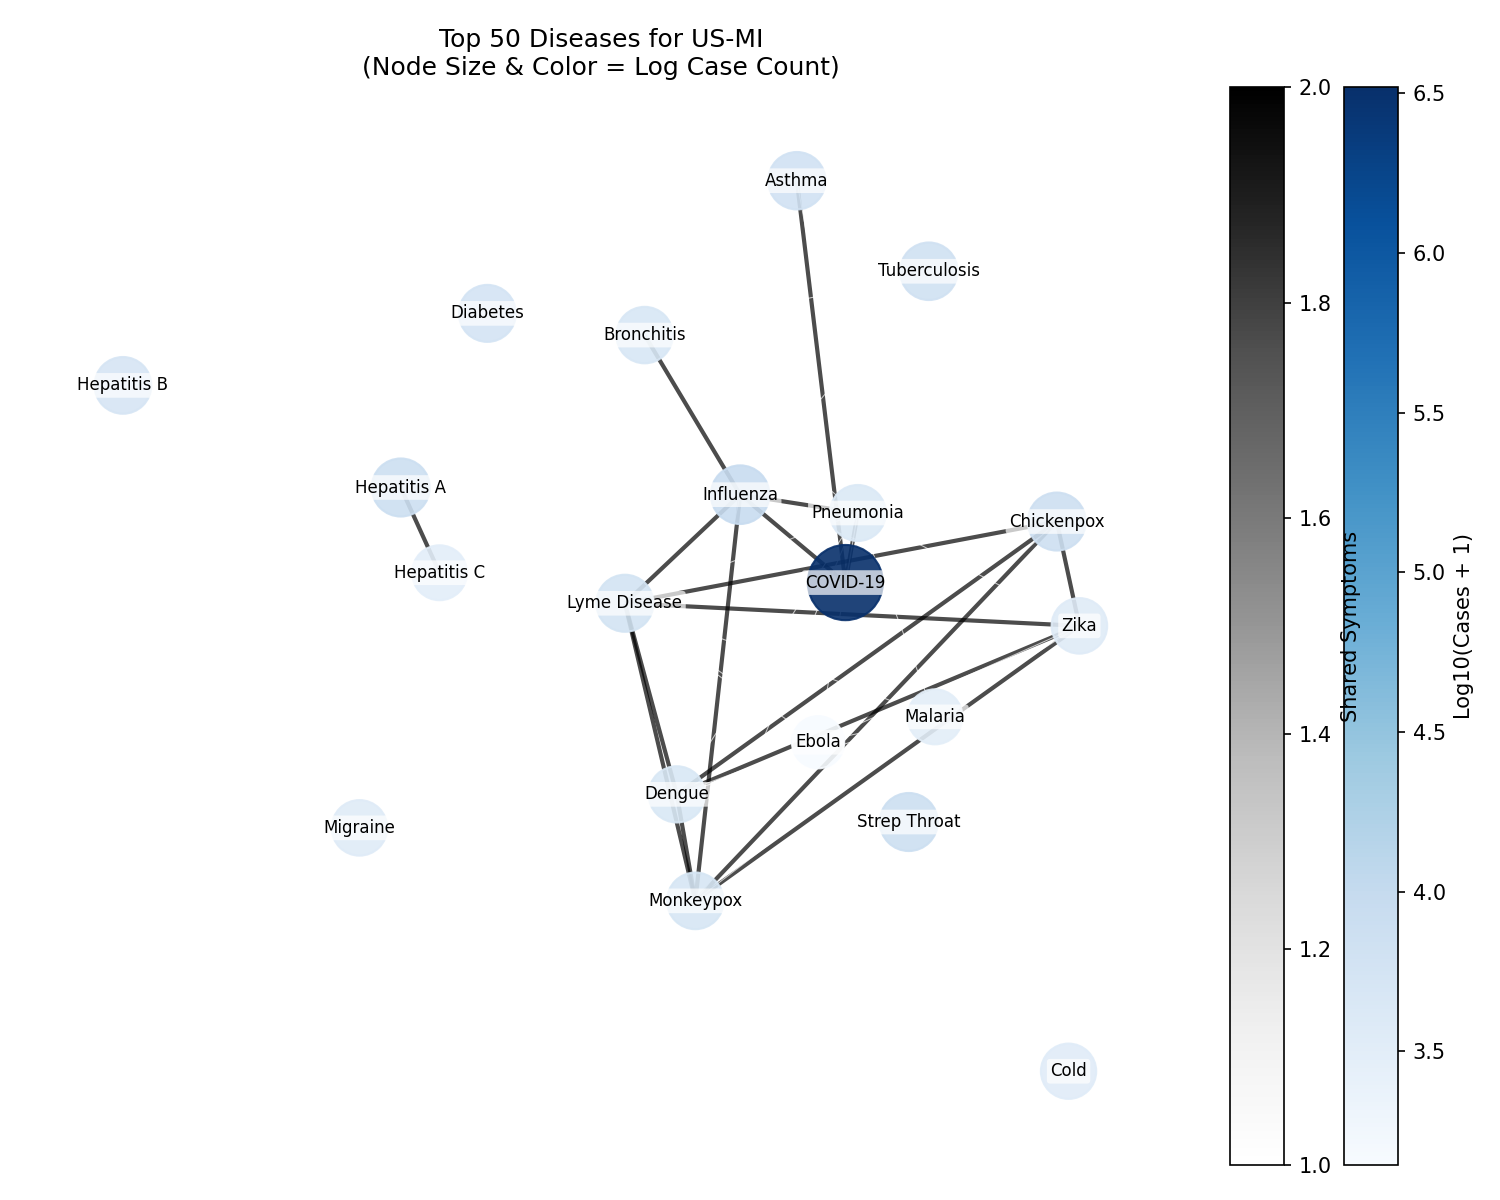 Top 50 Diseases for US-MI
(Node Size & Color = Log Case Count)
Asthma
Tuberculosis
Diabetes
Bronchitis
Hepatitis B
Hepatitis A
Influenza
Pneumonia
Chickenpox
Hepatitis C
COVID-19
Lyme Disease
Zika
Malaria
Ebola
Dengue
Strep Throat
Migraine
Monkeypox
Cold
2.0
1.8
1.6
1.4
1.2
1.0
Shared Symptoms
6.5
6.0
5.5
5.0
4.5
4.0
3.5
Log10(Cases + 1)